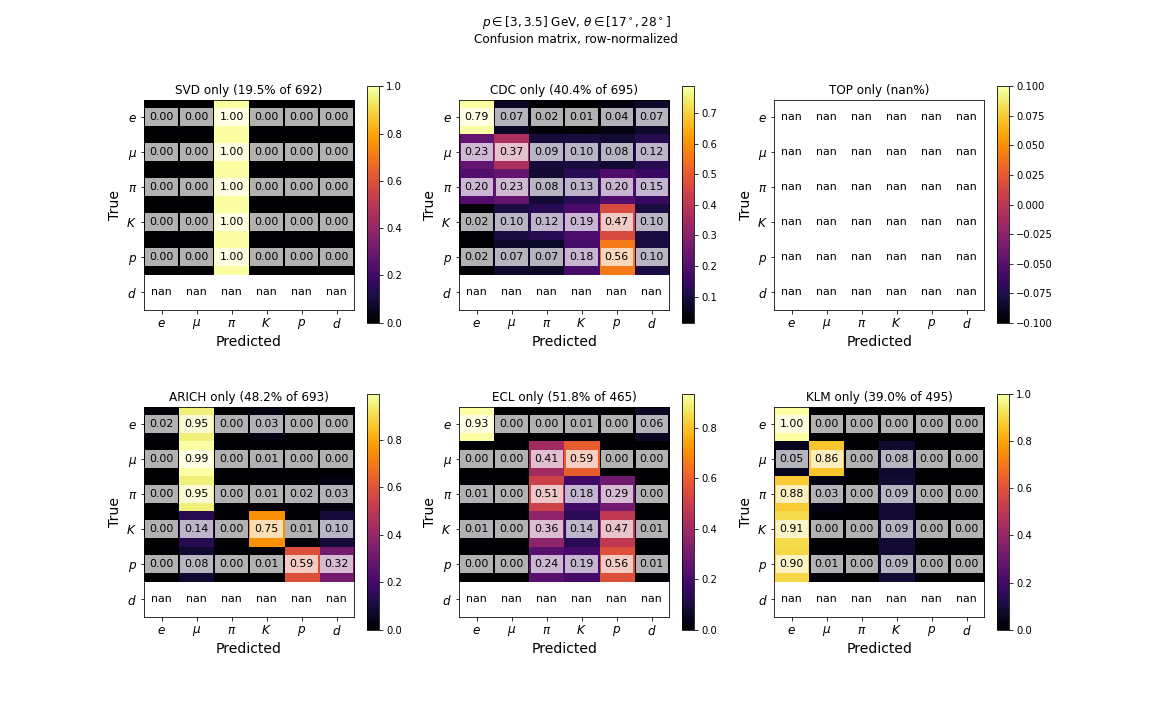 p ∈ [3, 3.5] GeV, θ ∈ [17°, 28°]
Confusion matrix, row-normalized
SVD only (19.5% of 692)
True
e 0.00 0.00 1.00 0.00 0.00 0.00
μ 0.00 0.00 1.00 0.00 0.00 0.00
π 0.00 0.00 1.00 0.00 0.00 0.00
K 0.00 0.00 1.00 0.00 0.00 0.00
p 0.00 0.00 1.00 0.00 0.00 0.00
d nan nan nan nan nan nan
e μ π K p d
Predicted
1.0
0.8
0.6
0.4
0.2
0.0
CDC only (40.4% of 695)
True
e 0.79 0.07 0.02 0.01 0.04 0.07
μ 0.23 0.37 0.09 0.10 0.08 0.12
π 0.20 0.23 0.08 0.13 0.20 0.15
K 0.02 0.10 0.12 0.19 0.47 0.10
p 0.02 0.07 0.07 0.18 0.56 0.10
d nan nan nan nan nan nan
e μ π K p d
Predicted
0.7
0.6
0.5
0.4
0.3
0.2
0.1
TOP only (nan%)
True
e nan nan nan nan nan nan
μ nan nan nan nan nan nan
π nan nan nan nan nan nan
K nan nan nan nan nan nan
p nan nan nan nan nan nan
d nan nan nan nan nan nan
e μ π K p d
Predicted
0.100
0.075
0.050
0.025
0.000
−0.025
−0.050
−0.075
−0.100
ARICH only (48.2% of 693)
True
e 0.02 0.95 0.00 0.03 0.00 0.00
μ 0.00 0.99 0.00 0.01 0.00 0.00
π 0.00 0.95 0.00 0.01 0.02 0.03
K 0.00 0.14 0.00 0.75 0.01 0.10
p 0.00 0.08 0.00 0.01 0.59 0.32
d nan nan nan nan nan nan
e μ π K p d
Predicted
0.8
0.6
0.4
0.2
0.0
ECL only (51.8% of 465)
True
e 0.93 0.00 0.00 0.01 0.00 0.06
μ 0.00 0.00 0.41 0.59 0.00 0.00
π 0.01 0.00 0.51 0.18 0.29 0.00
K 0.01 0.00 0.36 0.14 0.47 0.01
p 0.00 0.00 0.24 0.19 0.56 0.01
d nan nan nan nan nan nan
e μ π K p d
Predicted
0.8
0.6
0.4
0.2
0.0
KLM only (39.0% of 495)
True
e 1.00 0.00 0.00 0.00 0.00 0.00
μ 0.05 0.86 0.00 0.08 0.00 0.00
π 0.88 0.03 0.00 0.09 0.00 0.00
K 0.91 0.00 0.00 0.09 0.00 0.00
p 0.90 0.01 0.00 0.09 0.00 0.00
d nan nan nan nan nan nan
e μ π K p d
Predicted
1.0
0.8
0.6
0.4
0.2
0.0